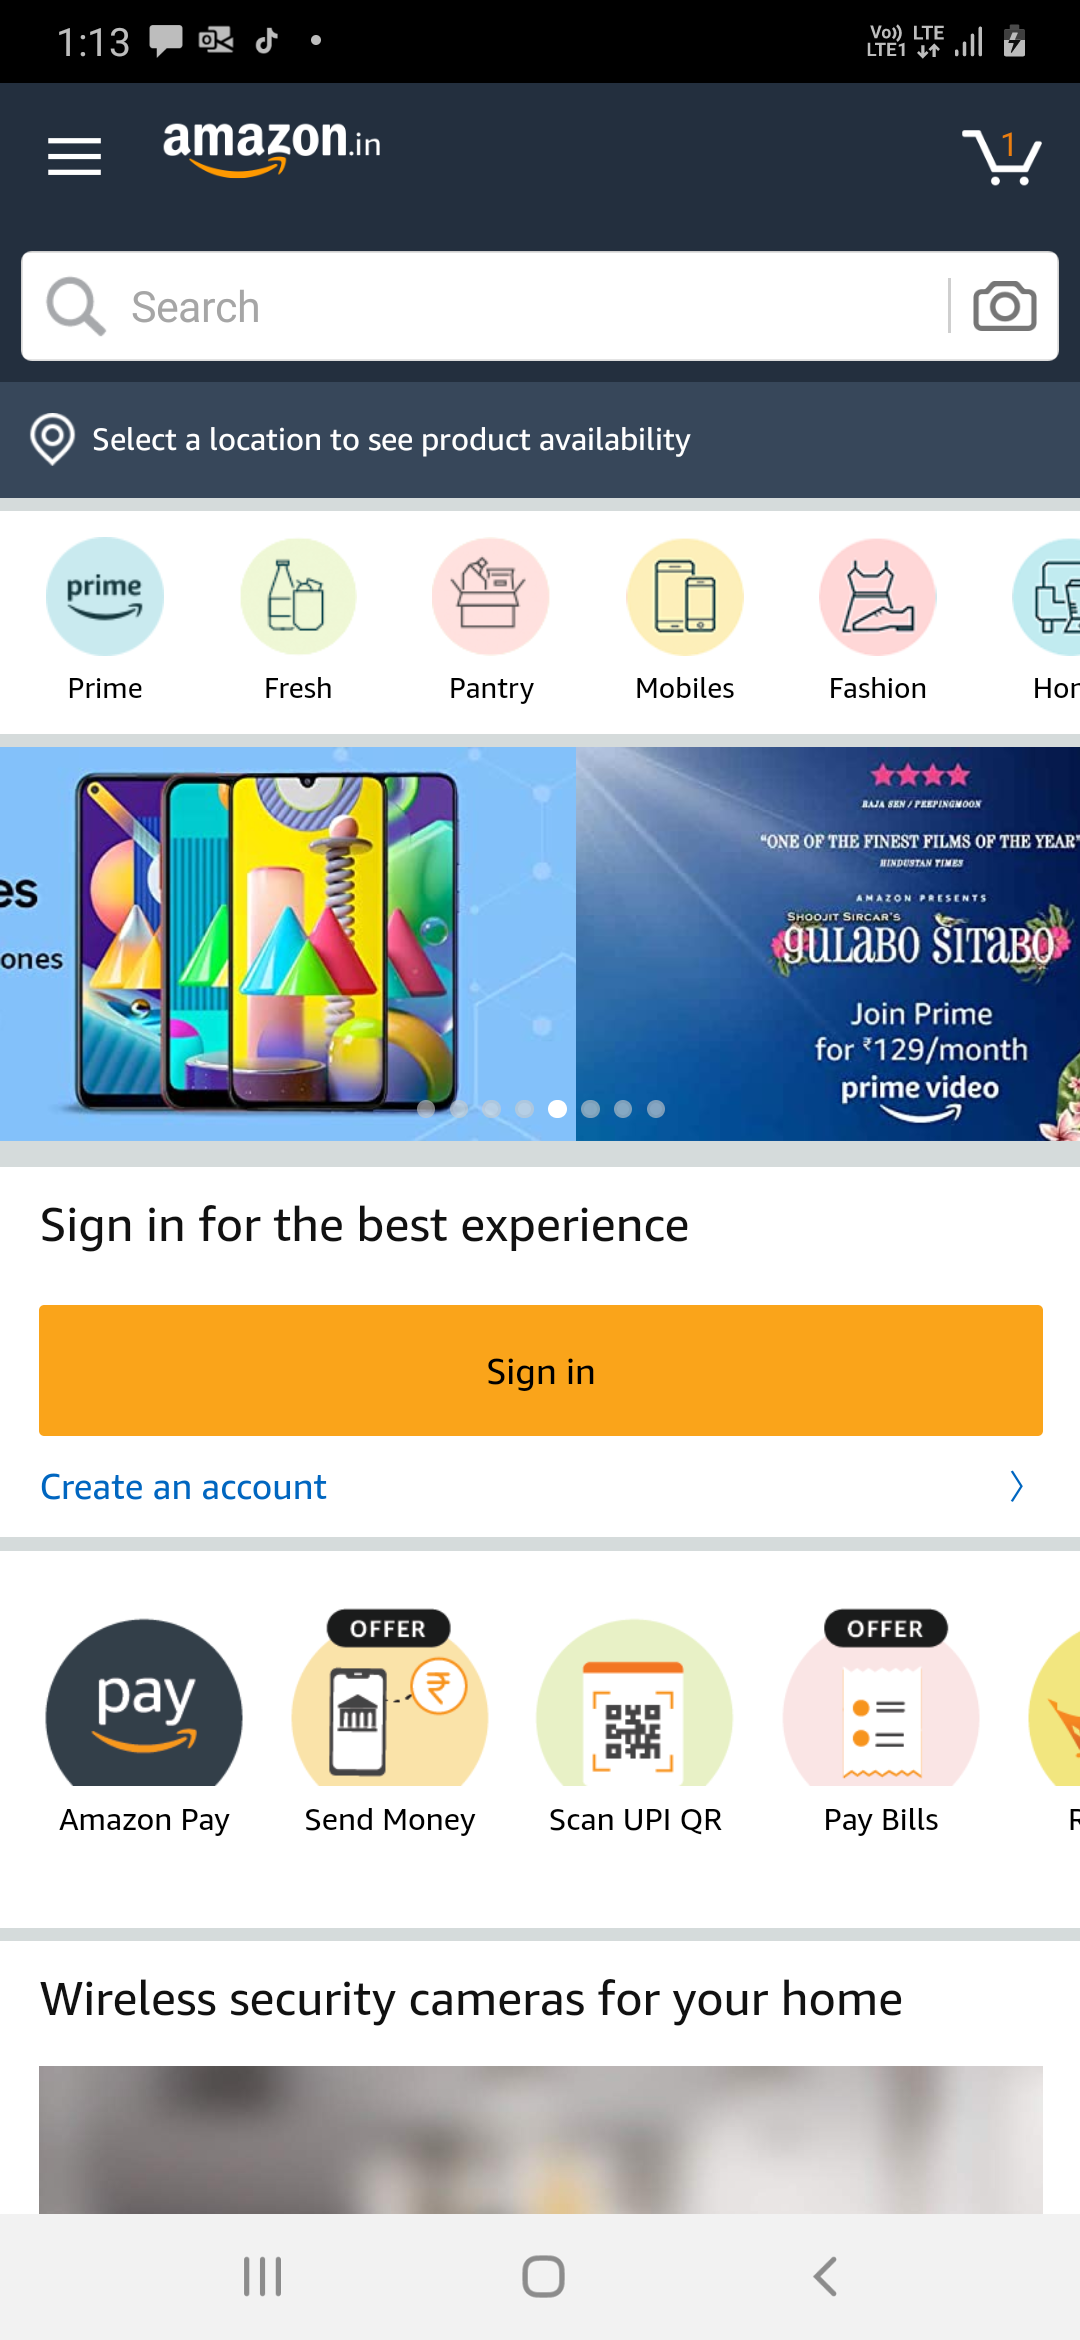 1:13
Vo)) LTE
LTE1
amazon.in
1
Search
Select a location to see product availability
prime
Prime
Fresh
Pantry
Mobiles
Fashion
Hor
es
ones
RAJA SEN / PEEPINGMOON
"ONE OF THE FINEST FILMS OF THE YEAR"
HINDUSTAN TIMES
AMAZON PRESENTS
SHOOJIT SIRCAR'S
GULABO SITABO
Join Prime
for ₹129/month
prime video
Sign in for the best experience
Sign in
Create an account
pay
OFFER
₹
OFFER
Amazon Pay
Send Money
Scan UPI QR
Pay Bills
R
Wireless security cameras for your home